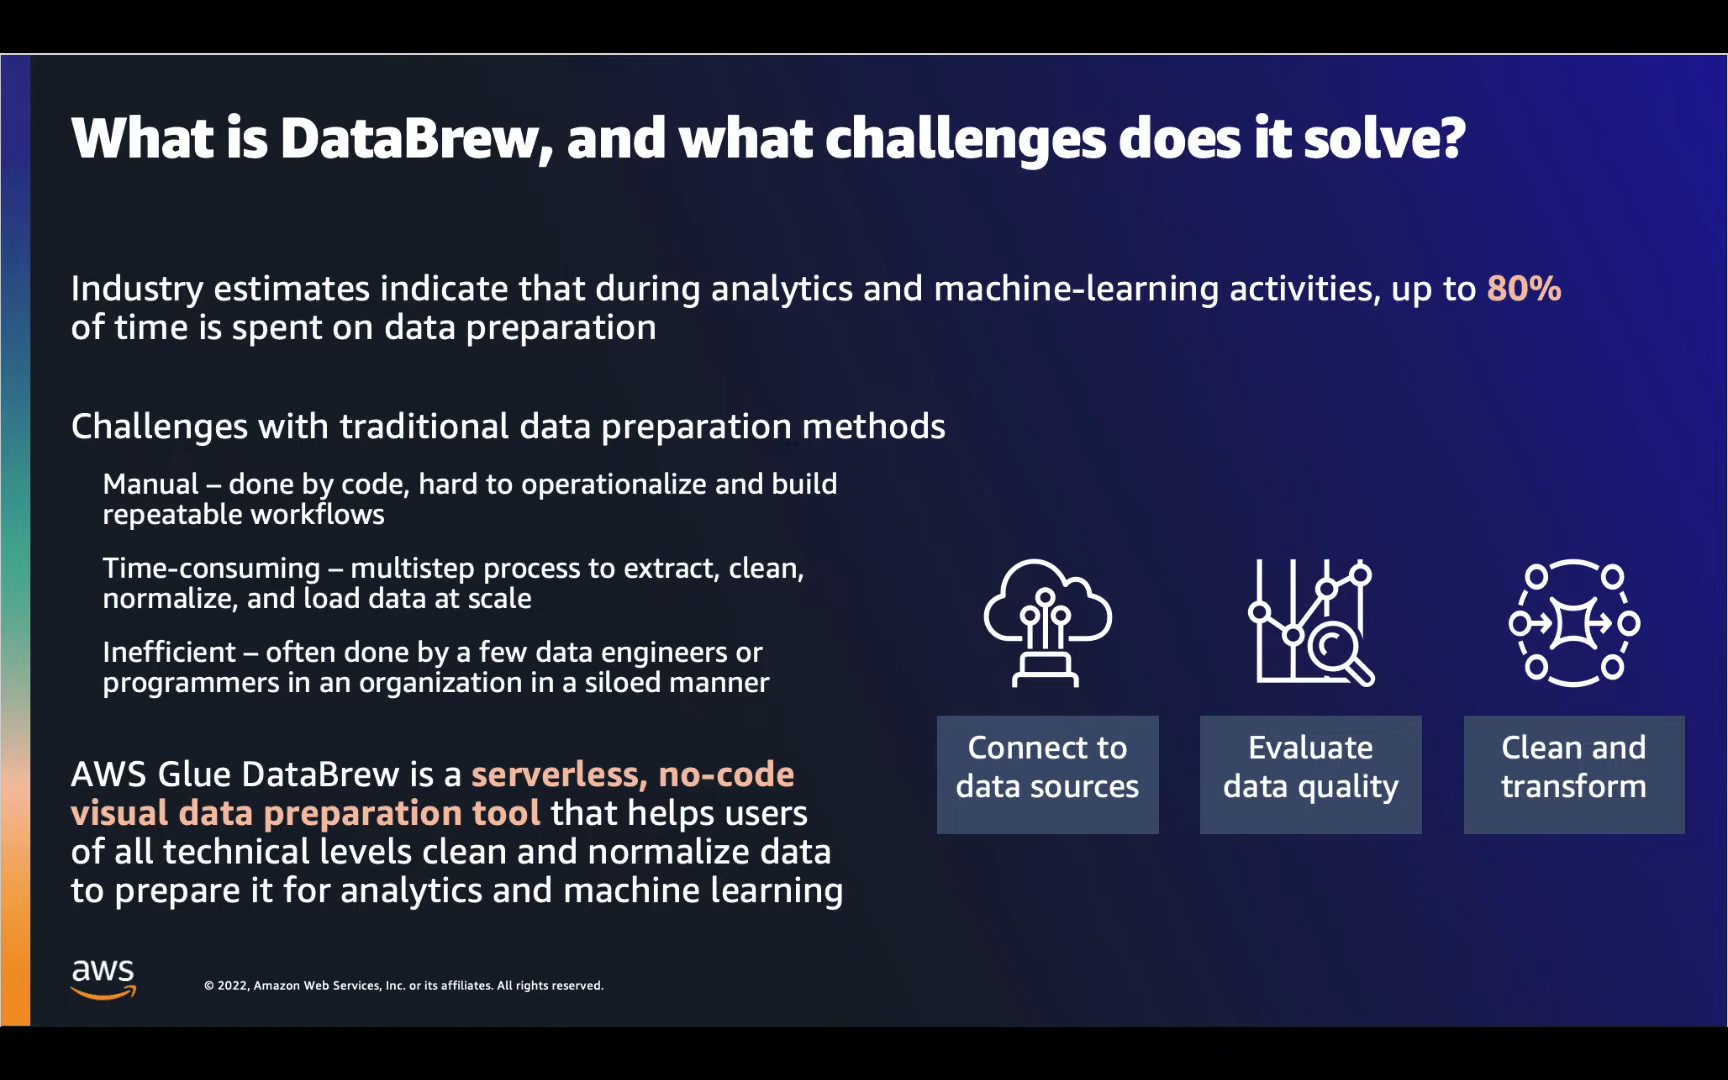 What is DataBrew, and what challenges does it solve?
Industry estimates indicate that during analytics and machine-learning activities, up to 80%
of time is spent on data preparation
Challenges with traditional data preparation methods
Manual – done by code, hard to operationalize and build
repeatable workflows
Time-consuming – multistep process to extract, clean,
normalize, and load data at scale
Inefficient – often done by a few data engineers or
programmers in an organization in a siloed manner
AWS Glue DataBrew is a serverless, no-code
visual data preparation tool that helps users
of all technical levels clean and normalize data
to prepare it for analytics and machine learning
Connect to
data sources
Evaluate
data quality
Clean and
transform
aws
© 2022, Amazon Web Services, Inc. or its affiliates. All rights reserved.